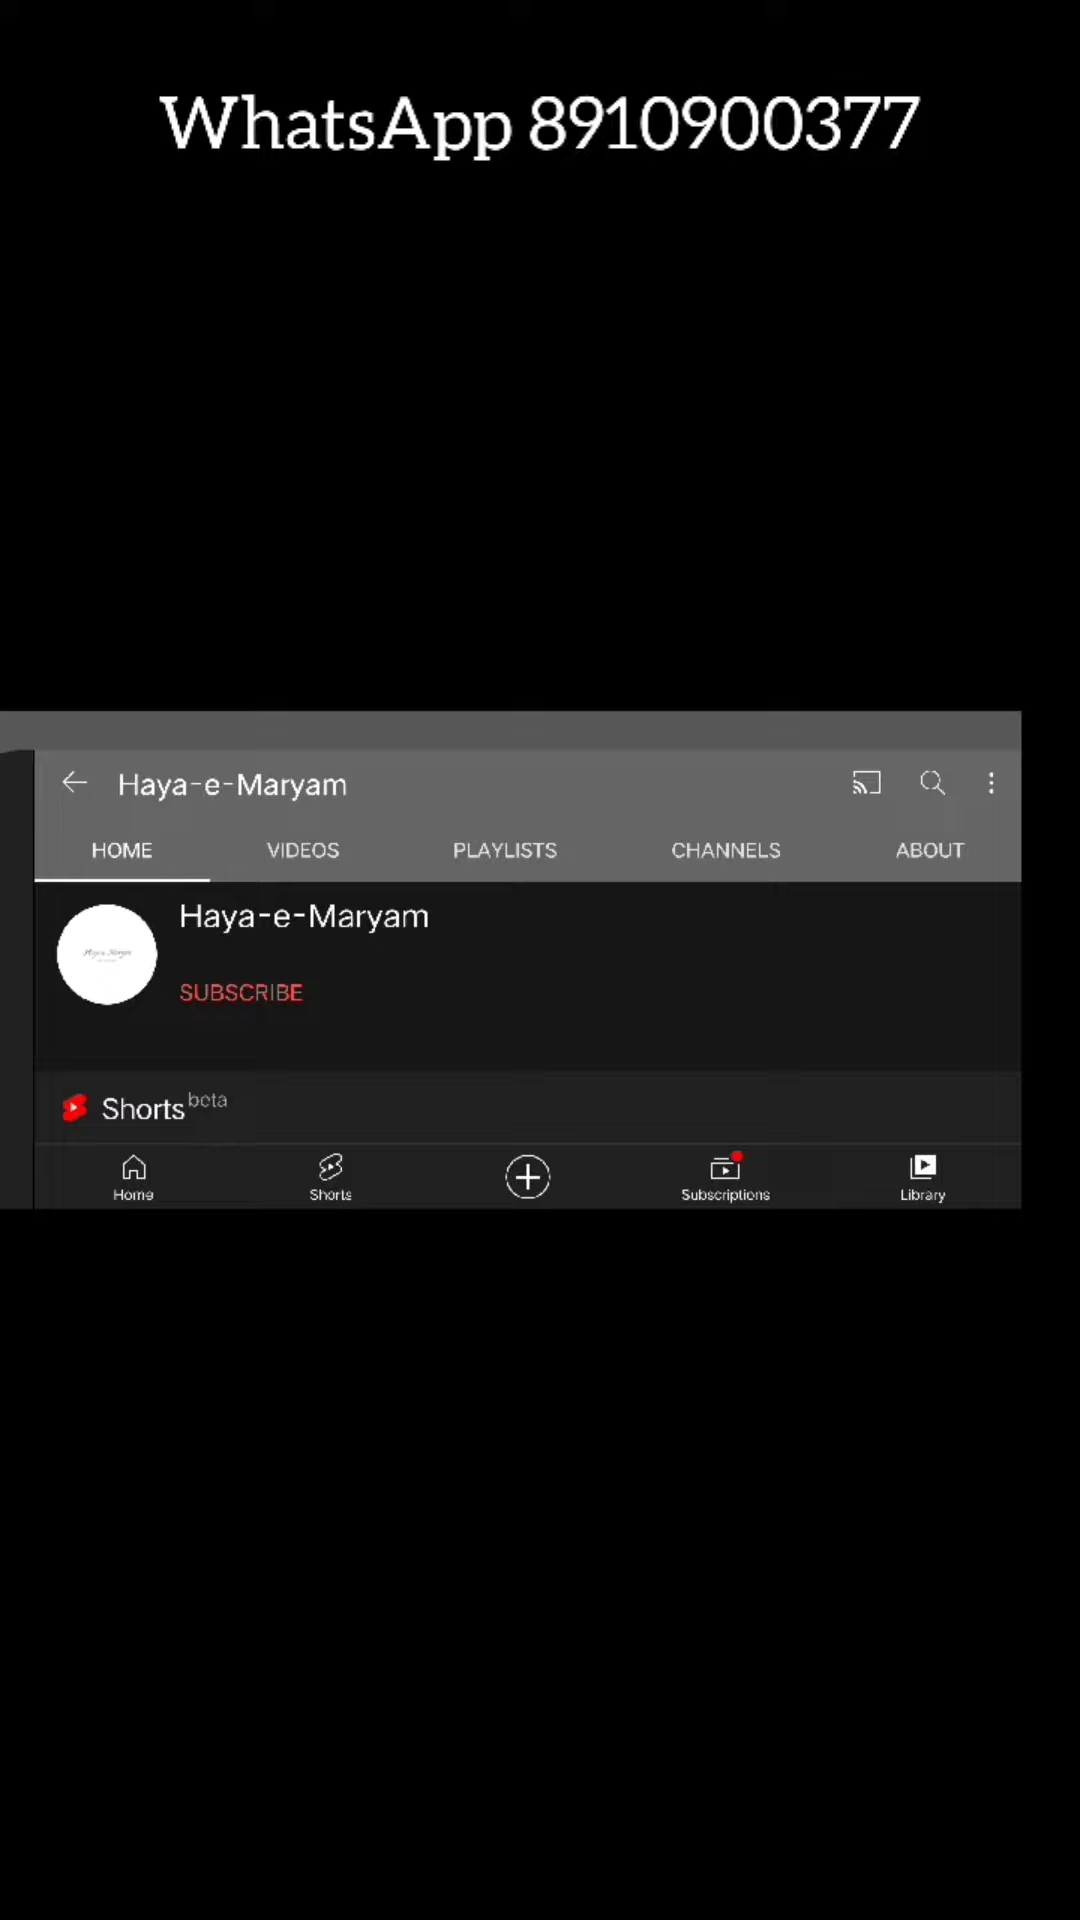 WhatsApp 8910900377
Haya-e-Maryam
HOME VIDEOS PLAYLISTS CHANNELS ABOUT
Haya-e-Maryam
SUBSCRIBE
Shorts beta
Home Shorts Subscriptions Library